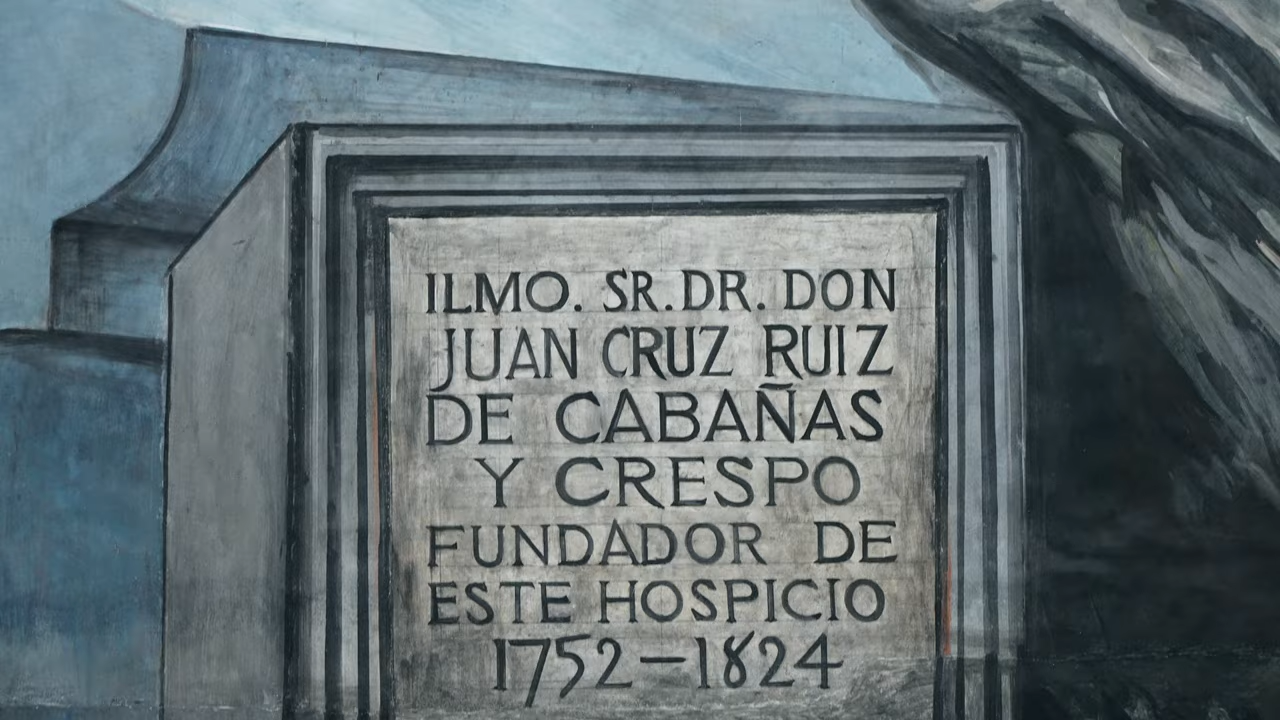 ILMO. SR. DR. DON
JUAN CRUZ RUIZ
DE CABAÑAS
Y CRESPO
FUNDADOR DE
ESTE HOSPICIO
1752-1824